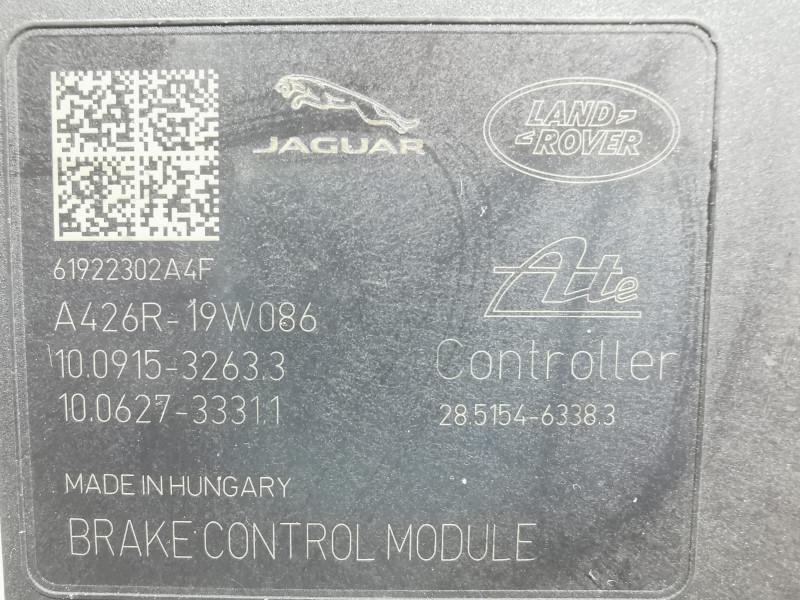 JAGUAR
LAND
ROVER
61922302A4F
Ate
A426R-19W086
10.0915-3263.3
Controller
10.0627-3331.1
28.5154-6338.3
MADE IN HUNGARY
BRAKE CONTROL MODULE